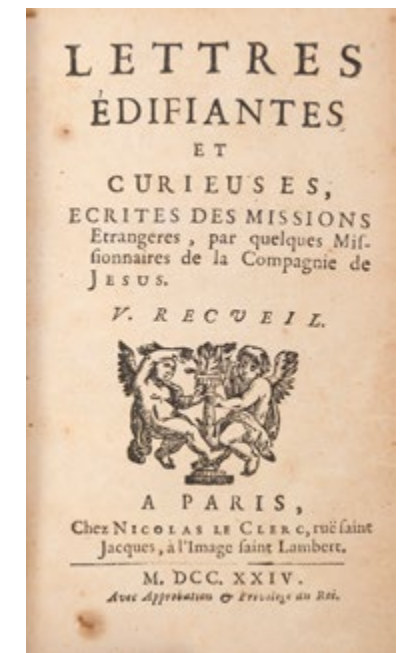 LETTRES
ÉDIFIANTES
ET
CURIEUSES,
ECRITES DES MISSIONS
Etrangeres, par quelques Mis-
sionnaires de la Compagnie de
JESUS.
V. RECUEIL.
A PARIS,
Chez NICOLAS LE CLERC, ruë saint
Jacques, à l'Image saint Lambert.
M. DCC. XXIV.
Avec Approbation & Privilege du Roi.